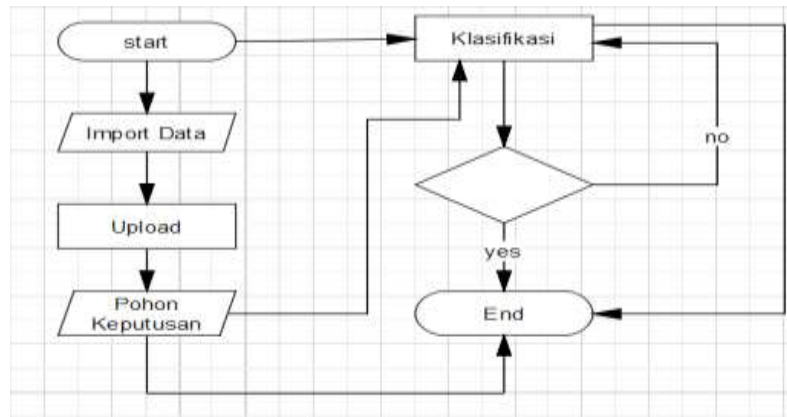 start
Import Data
Upload
Pohon
Keputusan
Klasifikasi
no
yes
End